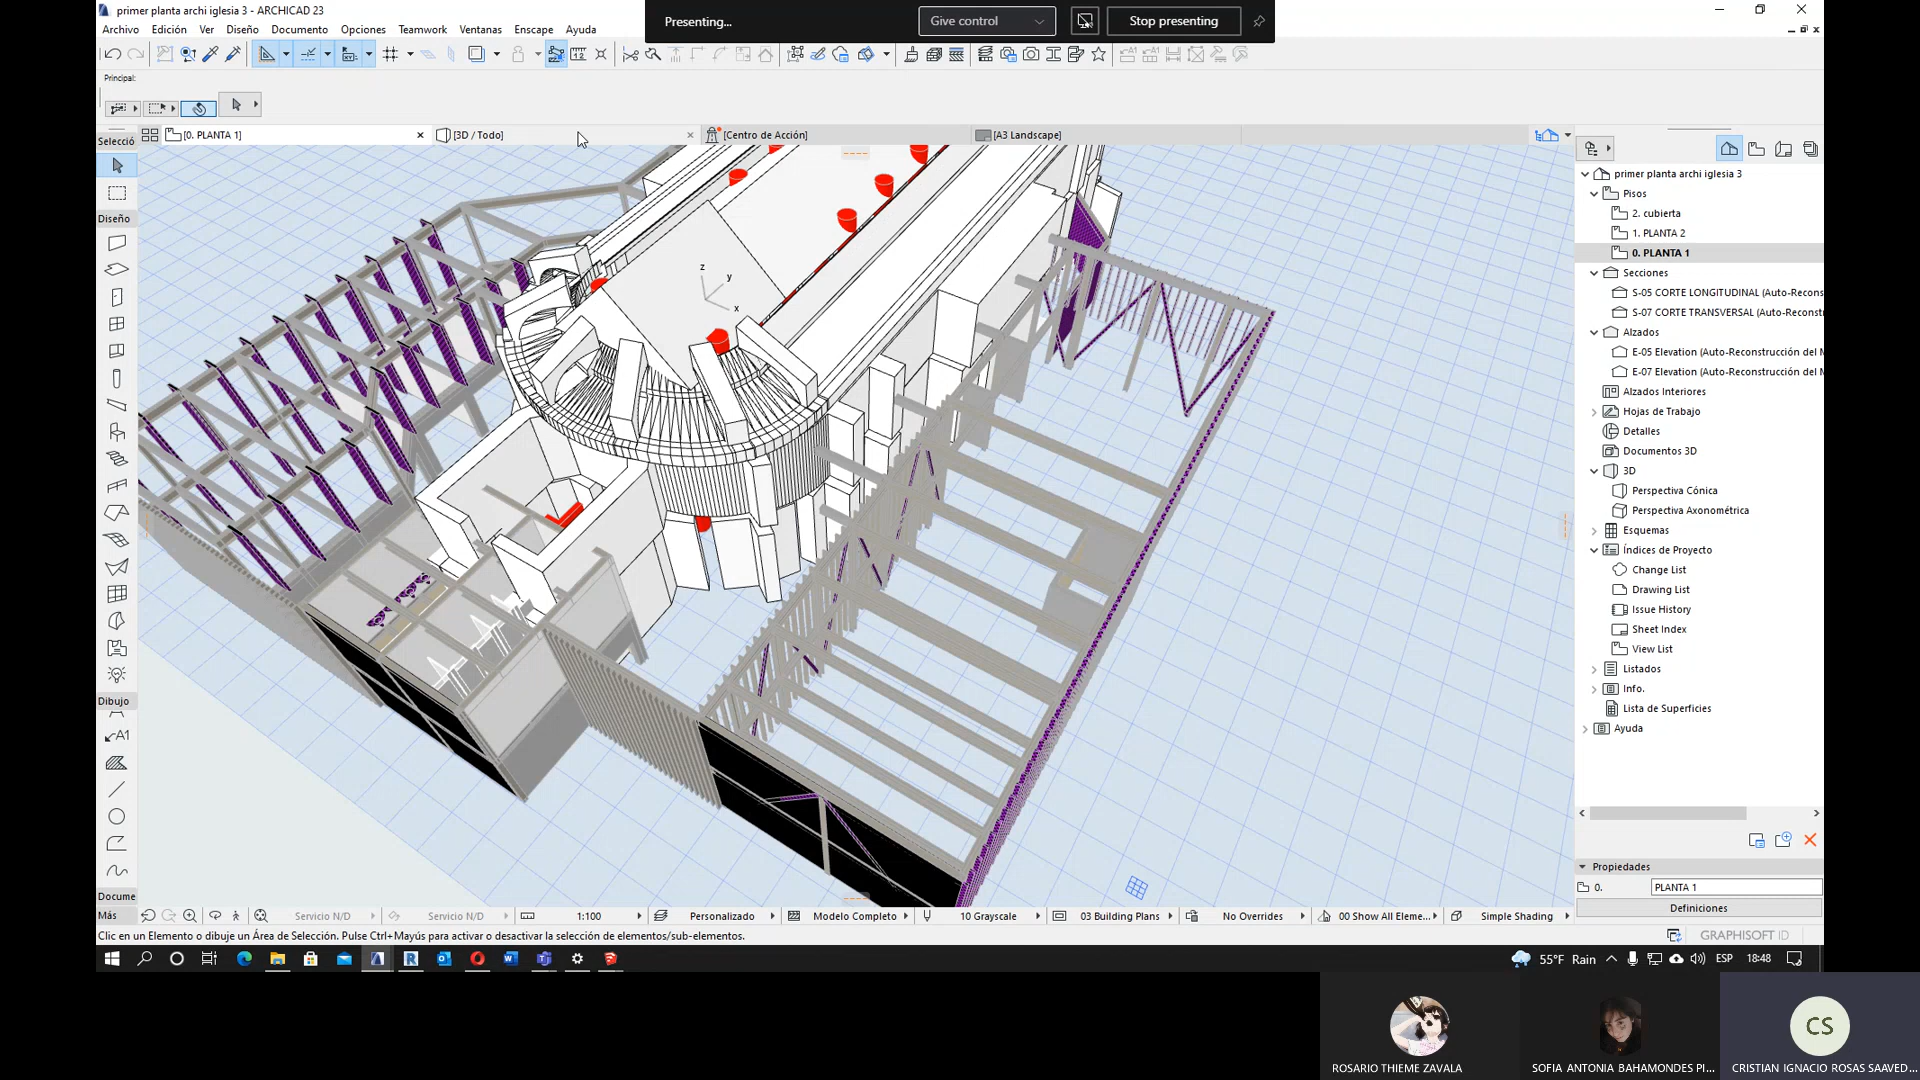 primer planta archi iglesia 3 - ARCHICAD 23
Presenting...
Give control
Stop presenting
Archivo Edición Ver Diseño Documento Opciones Teamwork Ventanas Enscape Ayuda
Principal:
[0. PLANTA 1]
[3D / Todo]
[Centro de Acción]
[A3 Landscape]
Selecció
Diseño
Dibujo
A1
Docume
Más
z
y
x
primer planta archi iglesia 3
Pisos
2. cubierta
1. PLANTA 2
0. PLANTA 1
Secciones
S-05 CORTE LONGITUDINAL (Auto-Recons
S-07 CORTE TRANSVERSAL (Auto-Reconst
Alzados
E-05 Elevation (Auto-Reconstrucción del M
E-07 Elevation (Auto-Reconstrucción del M
Alzados Interiores
Hojas de Trabajo
Detalles
Documentos 3D
3D
Perspectiva Cónica
Perspectiva Axonométrica
Esquemas
Índices de Proyecto
Change List
Drawing List
Issue History
Sheet Index
View List
Listados
Info.
Lista de Superficies
Ayuda
Propiedades
0. PLANTA 1
Definiciones
Servicio N/D Servicio N/D 1:100 Personalizado Modelo Completo 10 Grayscale 03 Building Plans No Overrides 00 Show All Eleme... Simple Shading
Clic en un Elemento o dibuje un Área de Selección. Pulse Ctrl+Mayús para activar o desactivar la selección de elementos/sub-elementos.
GRAPHISOFT ID
55°F Rain ESP 18:48
CS
ROSARIO THIEME ZAVALA
SOFIA ANTONIA BAHAMONDES PI...
CRISTIAN IGNACIO ROSAS SAAVED...